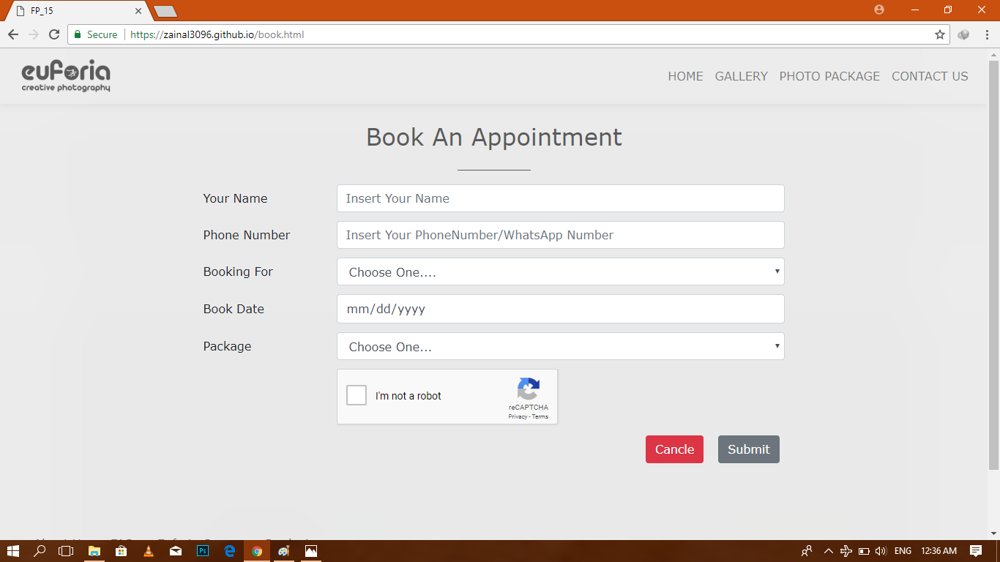 FP_15
Secure https://zainal3096.github.io/book.html
euforia
creative photography
HOME GALLERY PHOTO PACKAGE CONTACT US
Book An Appointment
Your Name Insert Your Name
Phone Number Insert Your PhoneNumber/WhatsApp Number
Booking For Choose One....
Book Date mm/dd/yyyy
Package Choose One...
I'm not a robot
reCAPTCHA
Privacy - Terms
Cancle Submit
Ps ENG 12:36 AM